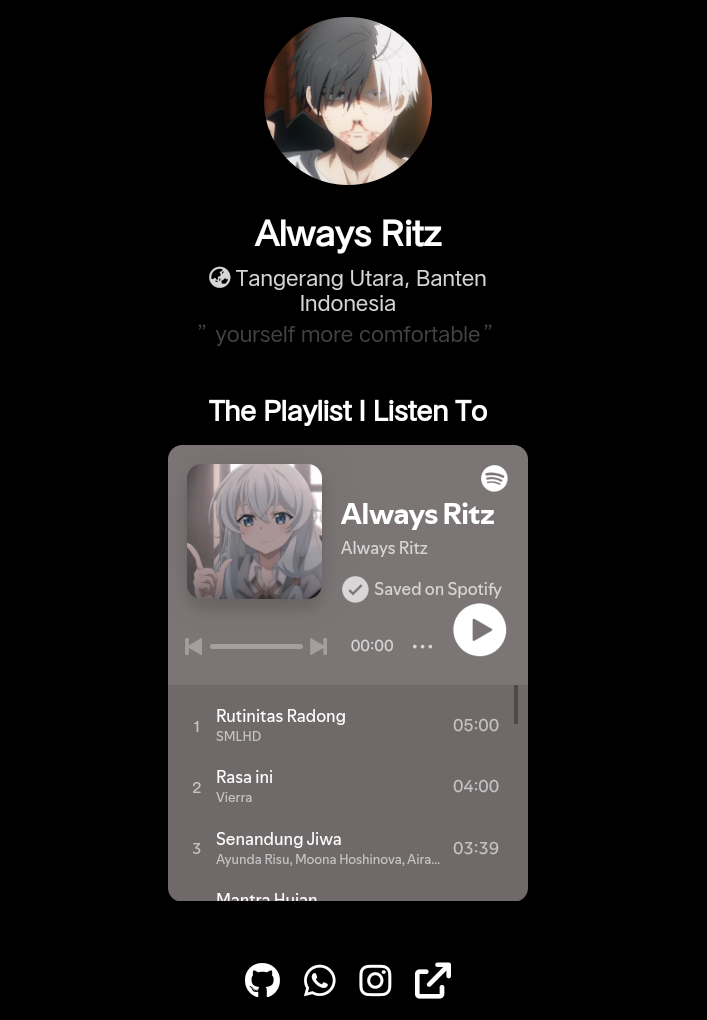 Always Ritz
Tangerang Utara, Banten
Indonesia
” yourself more comfortable ”
The Playlist I Listen To
Always Ritz
Always Ritz
Saved on Spotify
00:00
1 Rutinitas Radong 05:00
SMLHD
2 Rasa ini 04:00
Vierra
3 Senandung Jiwa 03:39
Ayunda Risu, Moona Hoshinova, Aira...
Mantra Hujan